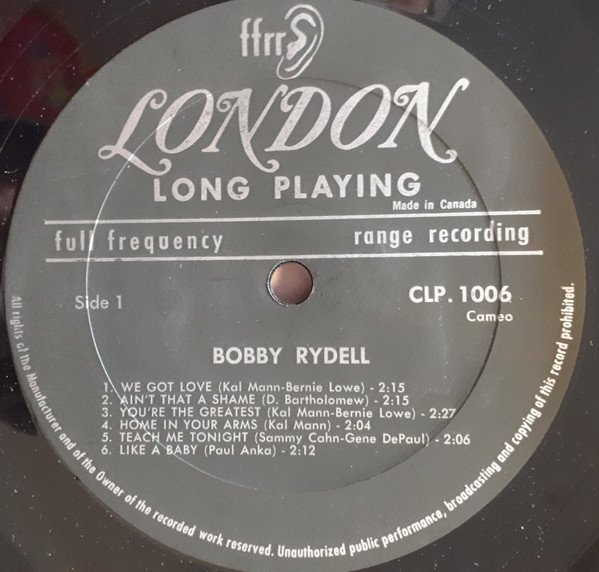 ffrr
LONDON
LONG PLAYING
Made in Canada
full frequency range recording
Side 1
CLP. 1006
Cameo
BOBBY RYDELL
1. WE GOT LOVE (Kal Mann-Bernie Lowe) - 2:15
2. AIN'T THAT A SHAME (D. Bartholomew) - 2:15
3. YOU'RE THE GREATEST (Kal Mann-Bernie Lowe) - 2:27
4. HOME IN YOUR ARMS (Kal Mann) - 2:04
5. TEACH ME TONIGHT (Sammy Cahn-Gene DePaul) - 2:06
6. LIKE A BABY (Paul Anka) - 2:12
All rights of the Manufacturer and of the Owner of the recorded work reserved. Unauthorized public performance, broadcasting and copying of this record prohibited.